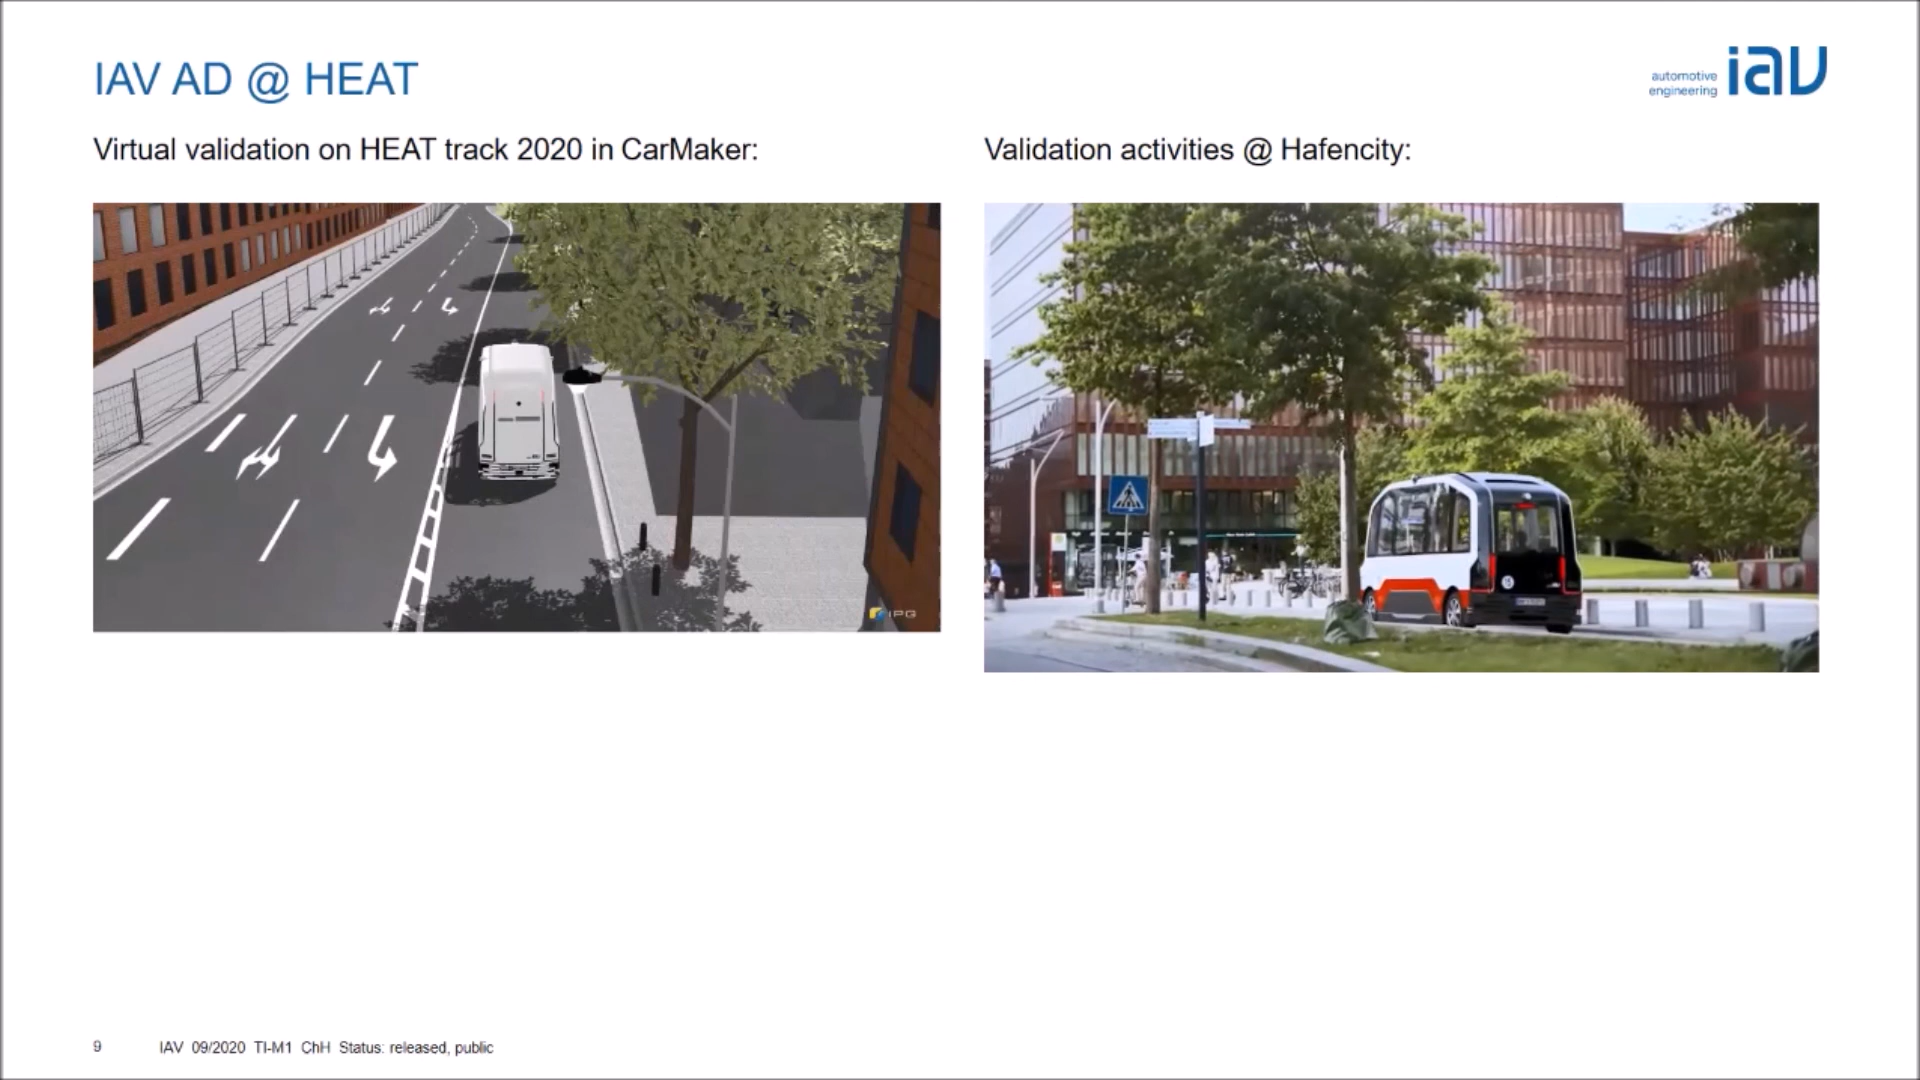 IAV AD @ HEAT
automotive
engineering
iav
Virtual validation on HEAT track 2020 in CarMaker:
Validation activities @ Hafencity:
IPG
9
IAV 09/2020 TI-M1 ChH Status: released, public